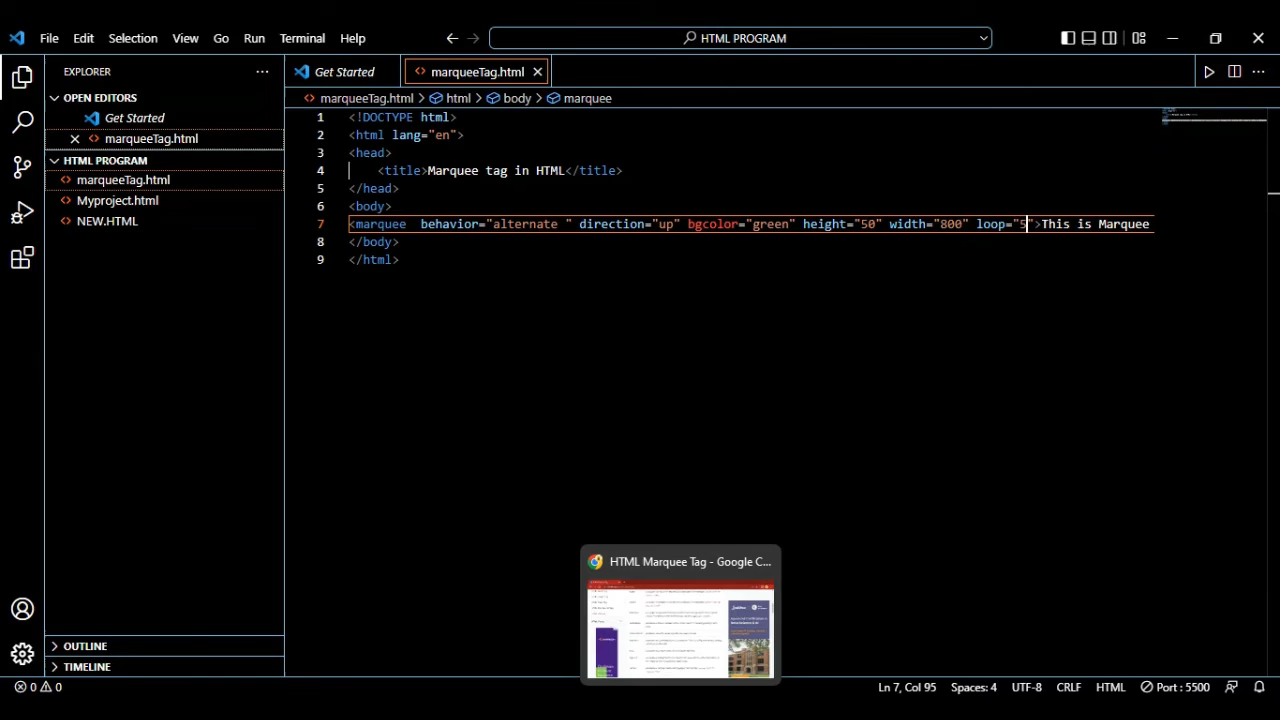 File Edit Selection View Go Run Terminal Help
HTML PROGRAM
EXPLORER
OPEN EDITORS
Get Started
marqueeTag.html
HTML PROGRAM
marqueeTag.html
Myproject.html
NEW.HTML
OUTLINE
TIMELINE
Get Started
marqueeTag.html
marqueeTag.html > html > body > marquee
1 <!DOCTYPE html>
2 <html lang="en">
3 <head>
4 <title>Marquee tag in HTML</title>
5 </head>
6 <body>
7 <marquee behavior="alternate " direction="up" bgcolor="green" height="50" width="800" loop="5">This is Marquee
8 </body>
9 </html>
HTML Marquee Tag - Google C...
0 0
Ln 7, Col 95 Spaces: 4 UTF-8 CRLF HTML Port : 5500